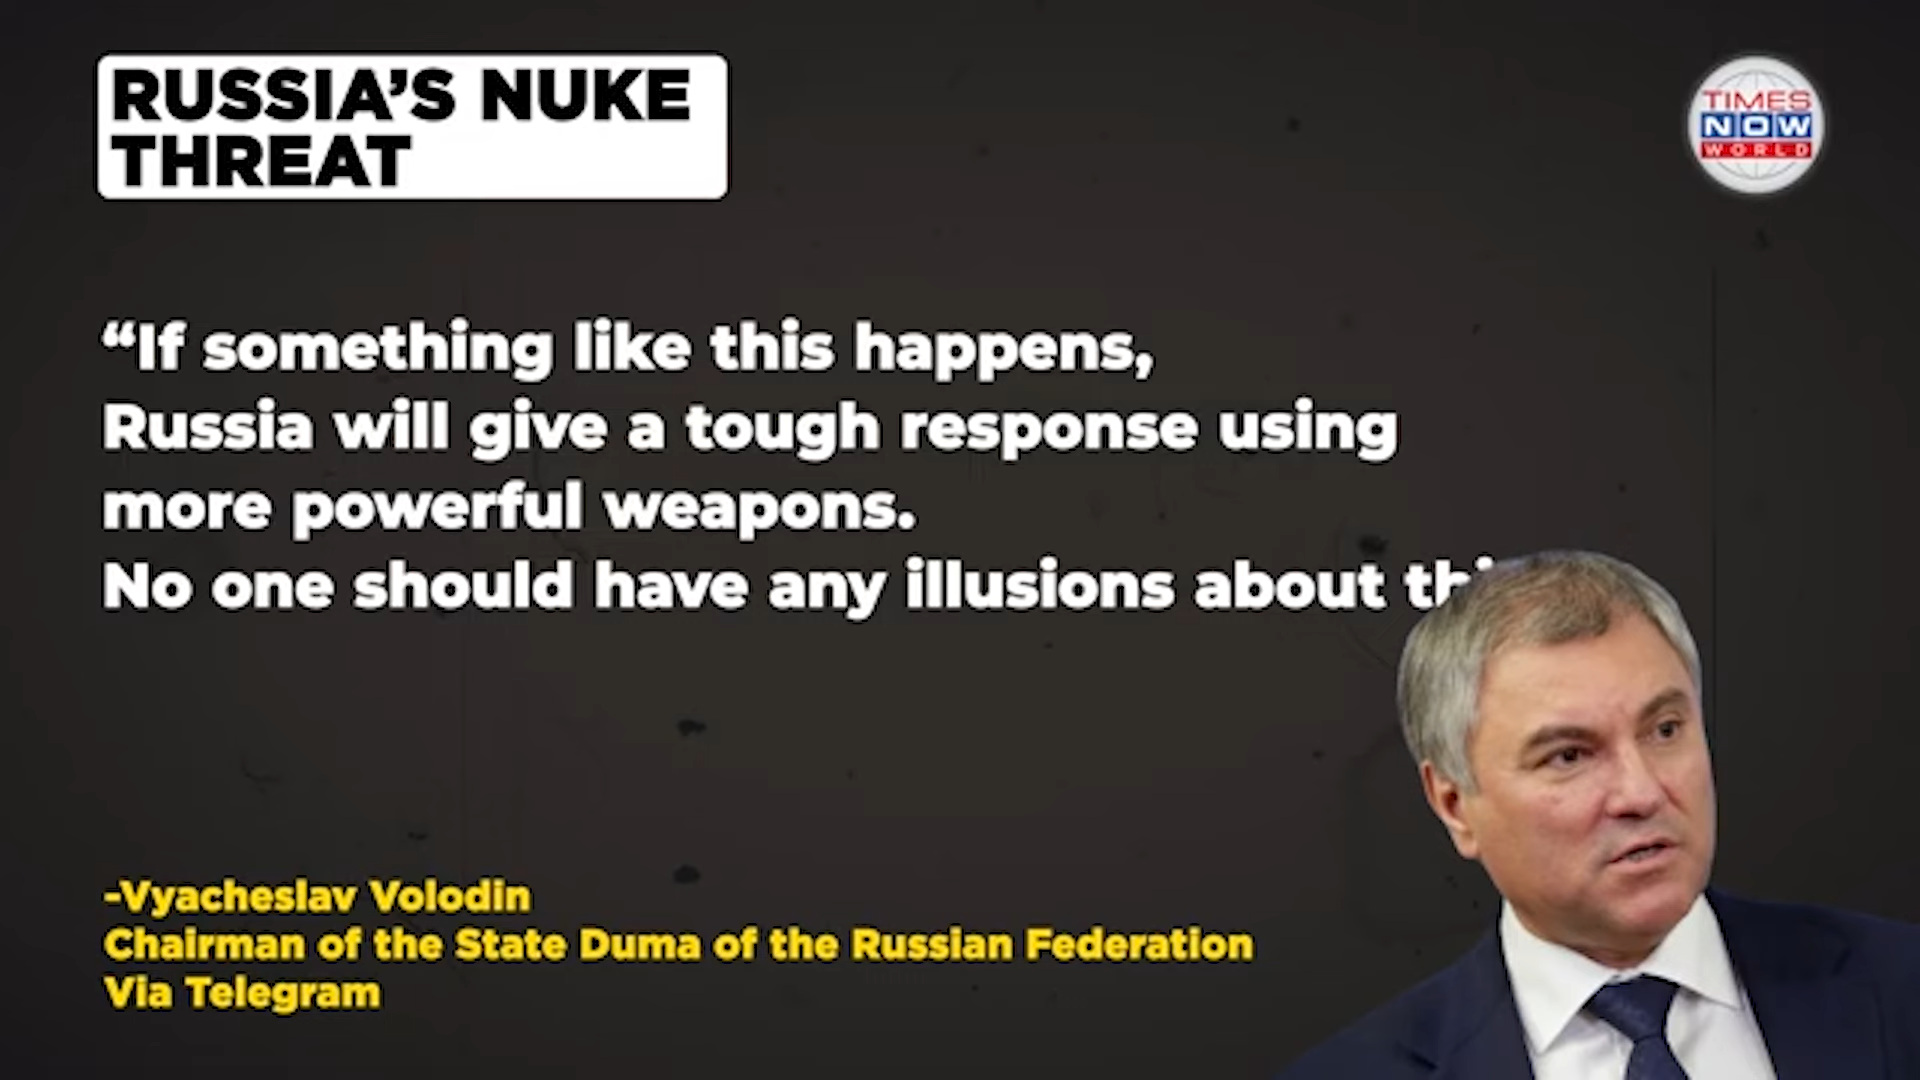 RUSSIA'S NUKE
THREAT
TIMES
NOW
WORLD
“If something like this happens,
Russia will give a tough response using
more powerful weapons.
No one should have any illusions about
-Vyacheslav Volodin
Chairman of the State Duma of the Russian Federation
Via Telegram